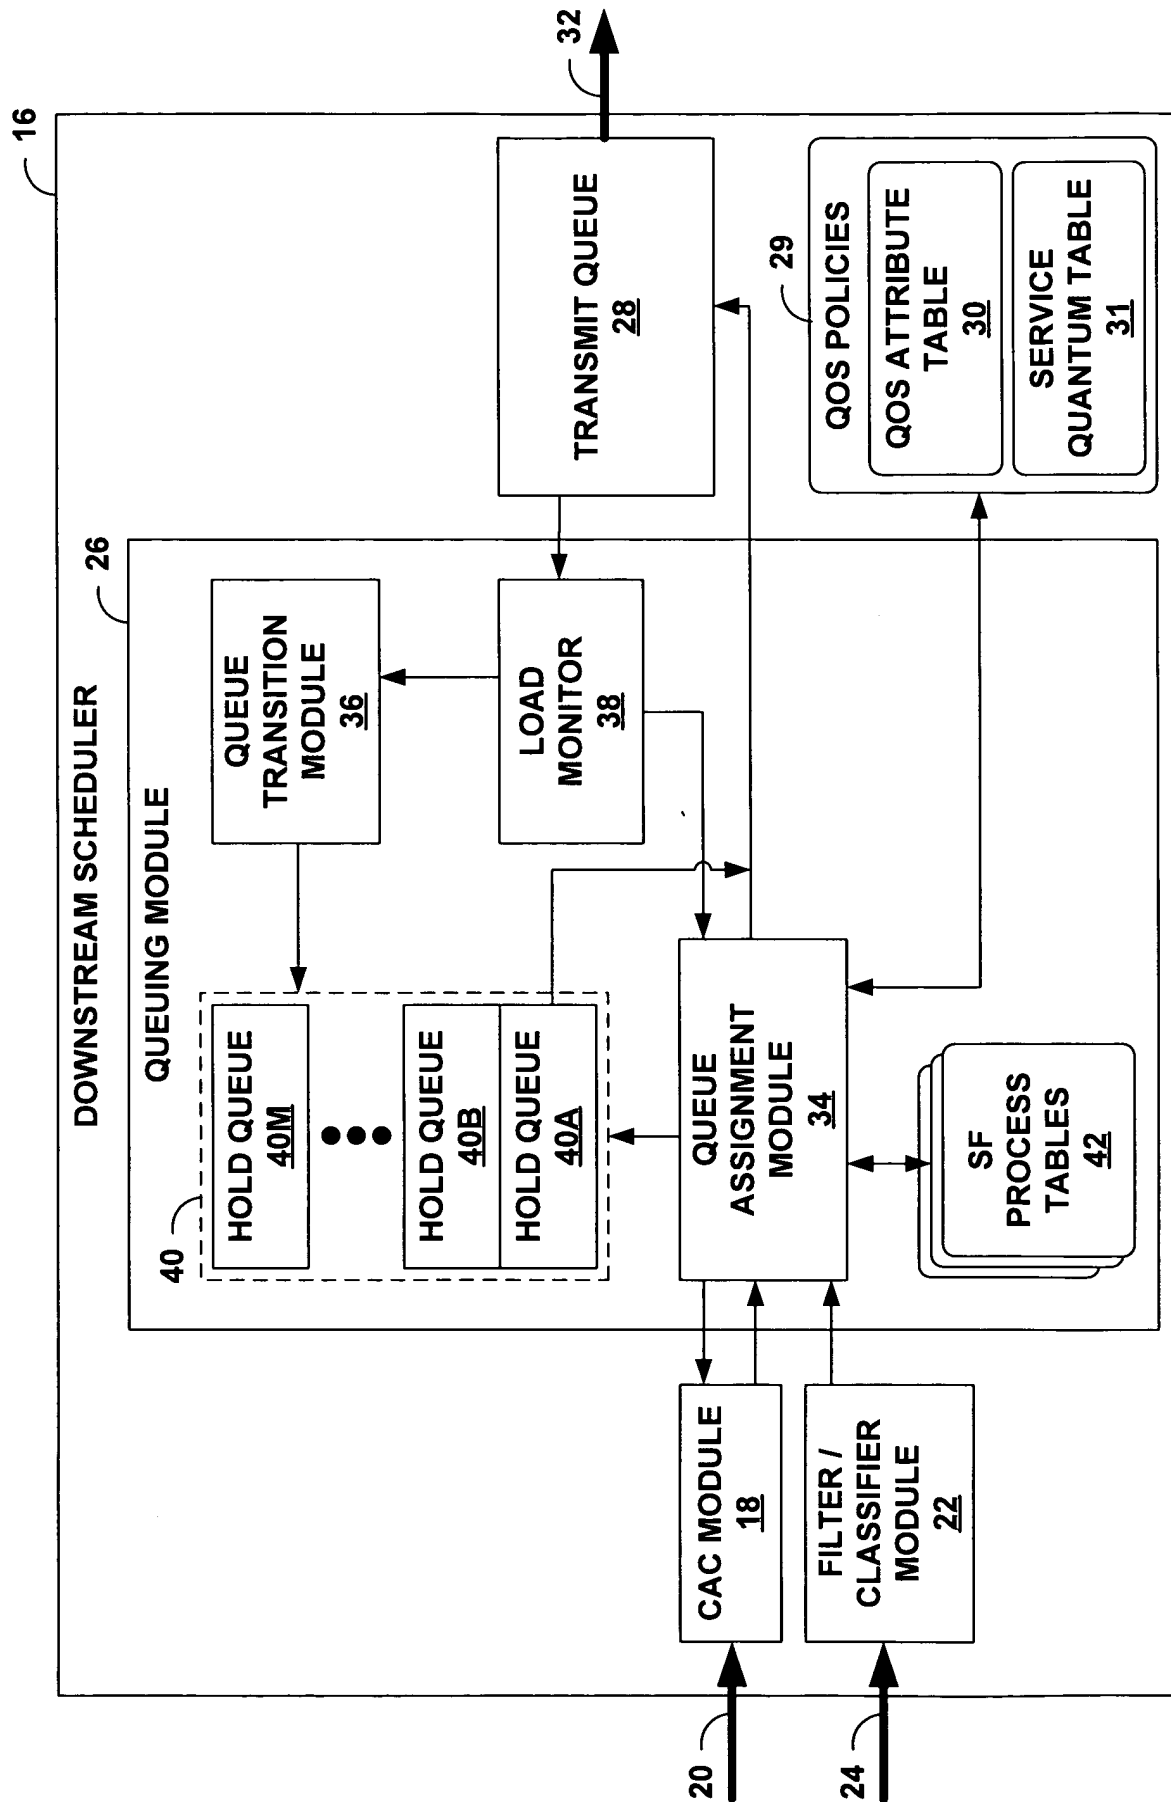 16
DOWNSTREAM SCHEDULER
26
QUEUING MODULE
40
HOLD QUEUE
40M
HOLD QUEUE
40B
HOLD QUEUE
40A
QUEUE
TRANSITION
MODULE
36
LOAD
MONITOR
38
TRANSMIT QUEUE
28
32
20
CAC MODULE
18
24
FILTER /
CLASSIFIER
MODULE
22
QUEUE
ASSIGNMENT
MODULE
34
SF
PROCESS
TABLES
42
29
QOS POLICIES
QOS ATTRIBUTE
TABLE
30
SERVICE
QUANTUM TABLE
31